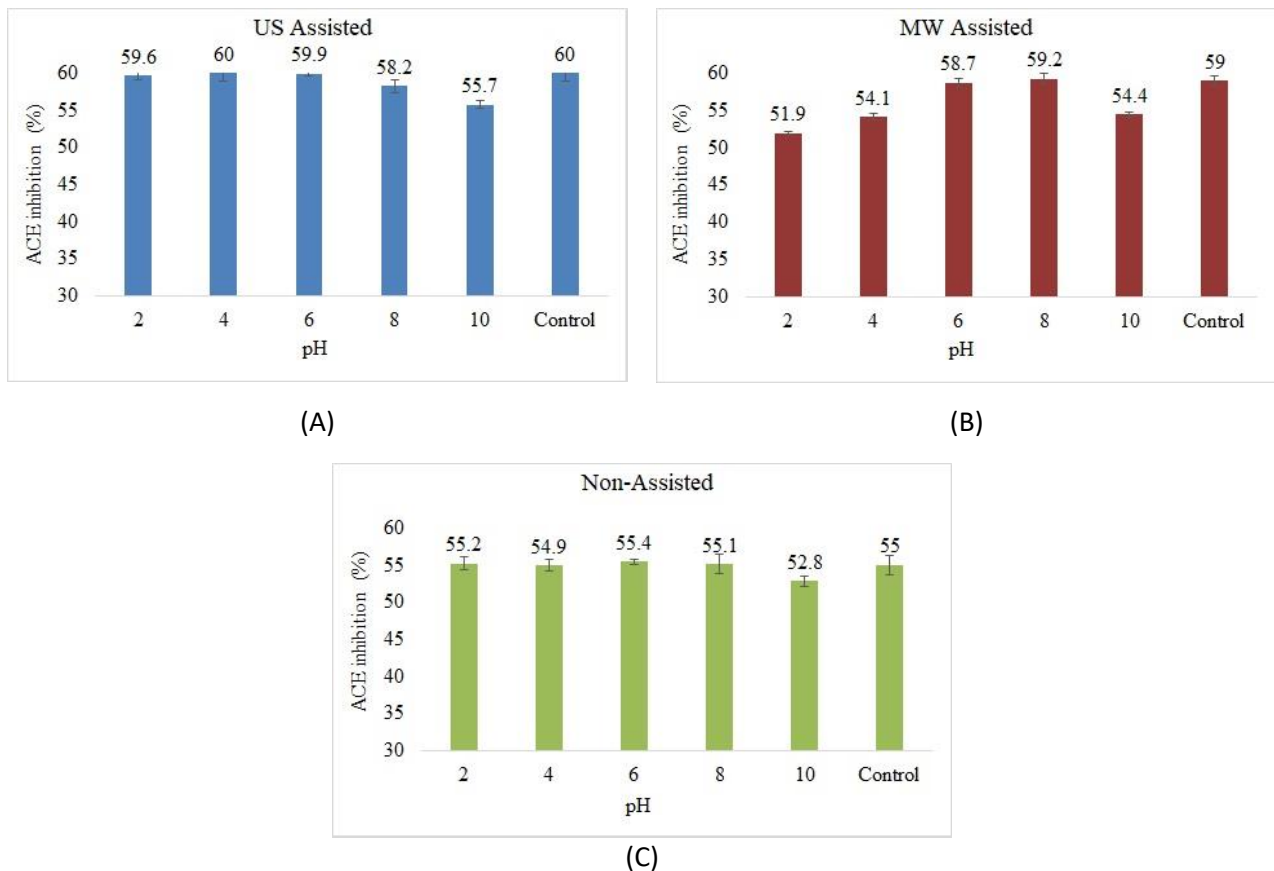 US Assisted
59.6 60 59.9 58.2 55.7 60
60
55
50
45
40
35
30
ACE inhibition (%)
2 4 6 8 10 Control
pH
(A)
MW Assisted
51.9 54.1 58.7 59.2 54.4 59
60
55
50
45
40
35
30
ACE inhibition (%)
2 4 6 8 10 Control
pH
(B)
Non-Assisted
55.2 54.9 55.4 55.1 52.8 55
60
55
50
45
40
35
30
ACE inhibition (%)
2 4 6 8 10 Control
pH
(C)